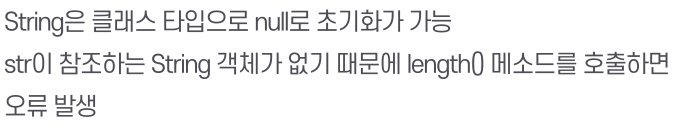 String은 클래스 타입으로 null로 초기화가 가능
str이 참조하는 String 객체가 없기 때문에 length() 메소드를 호출하면
오류 발생